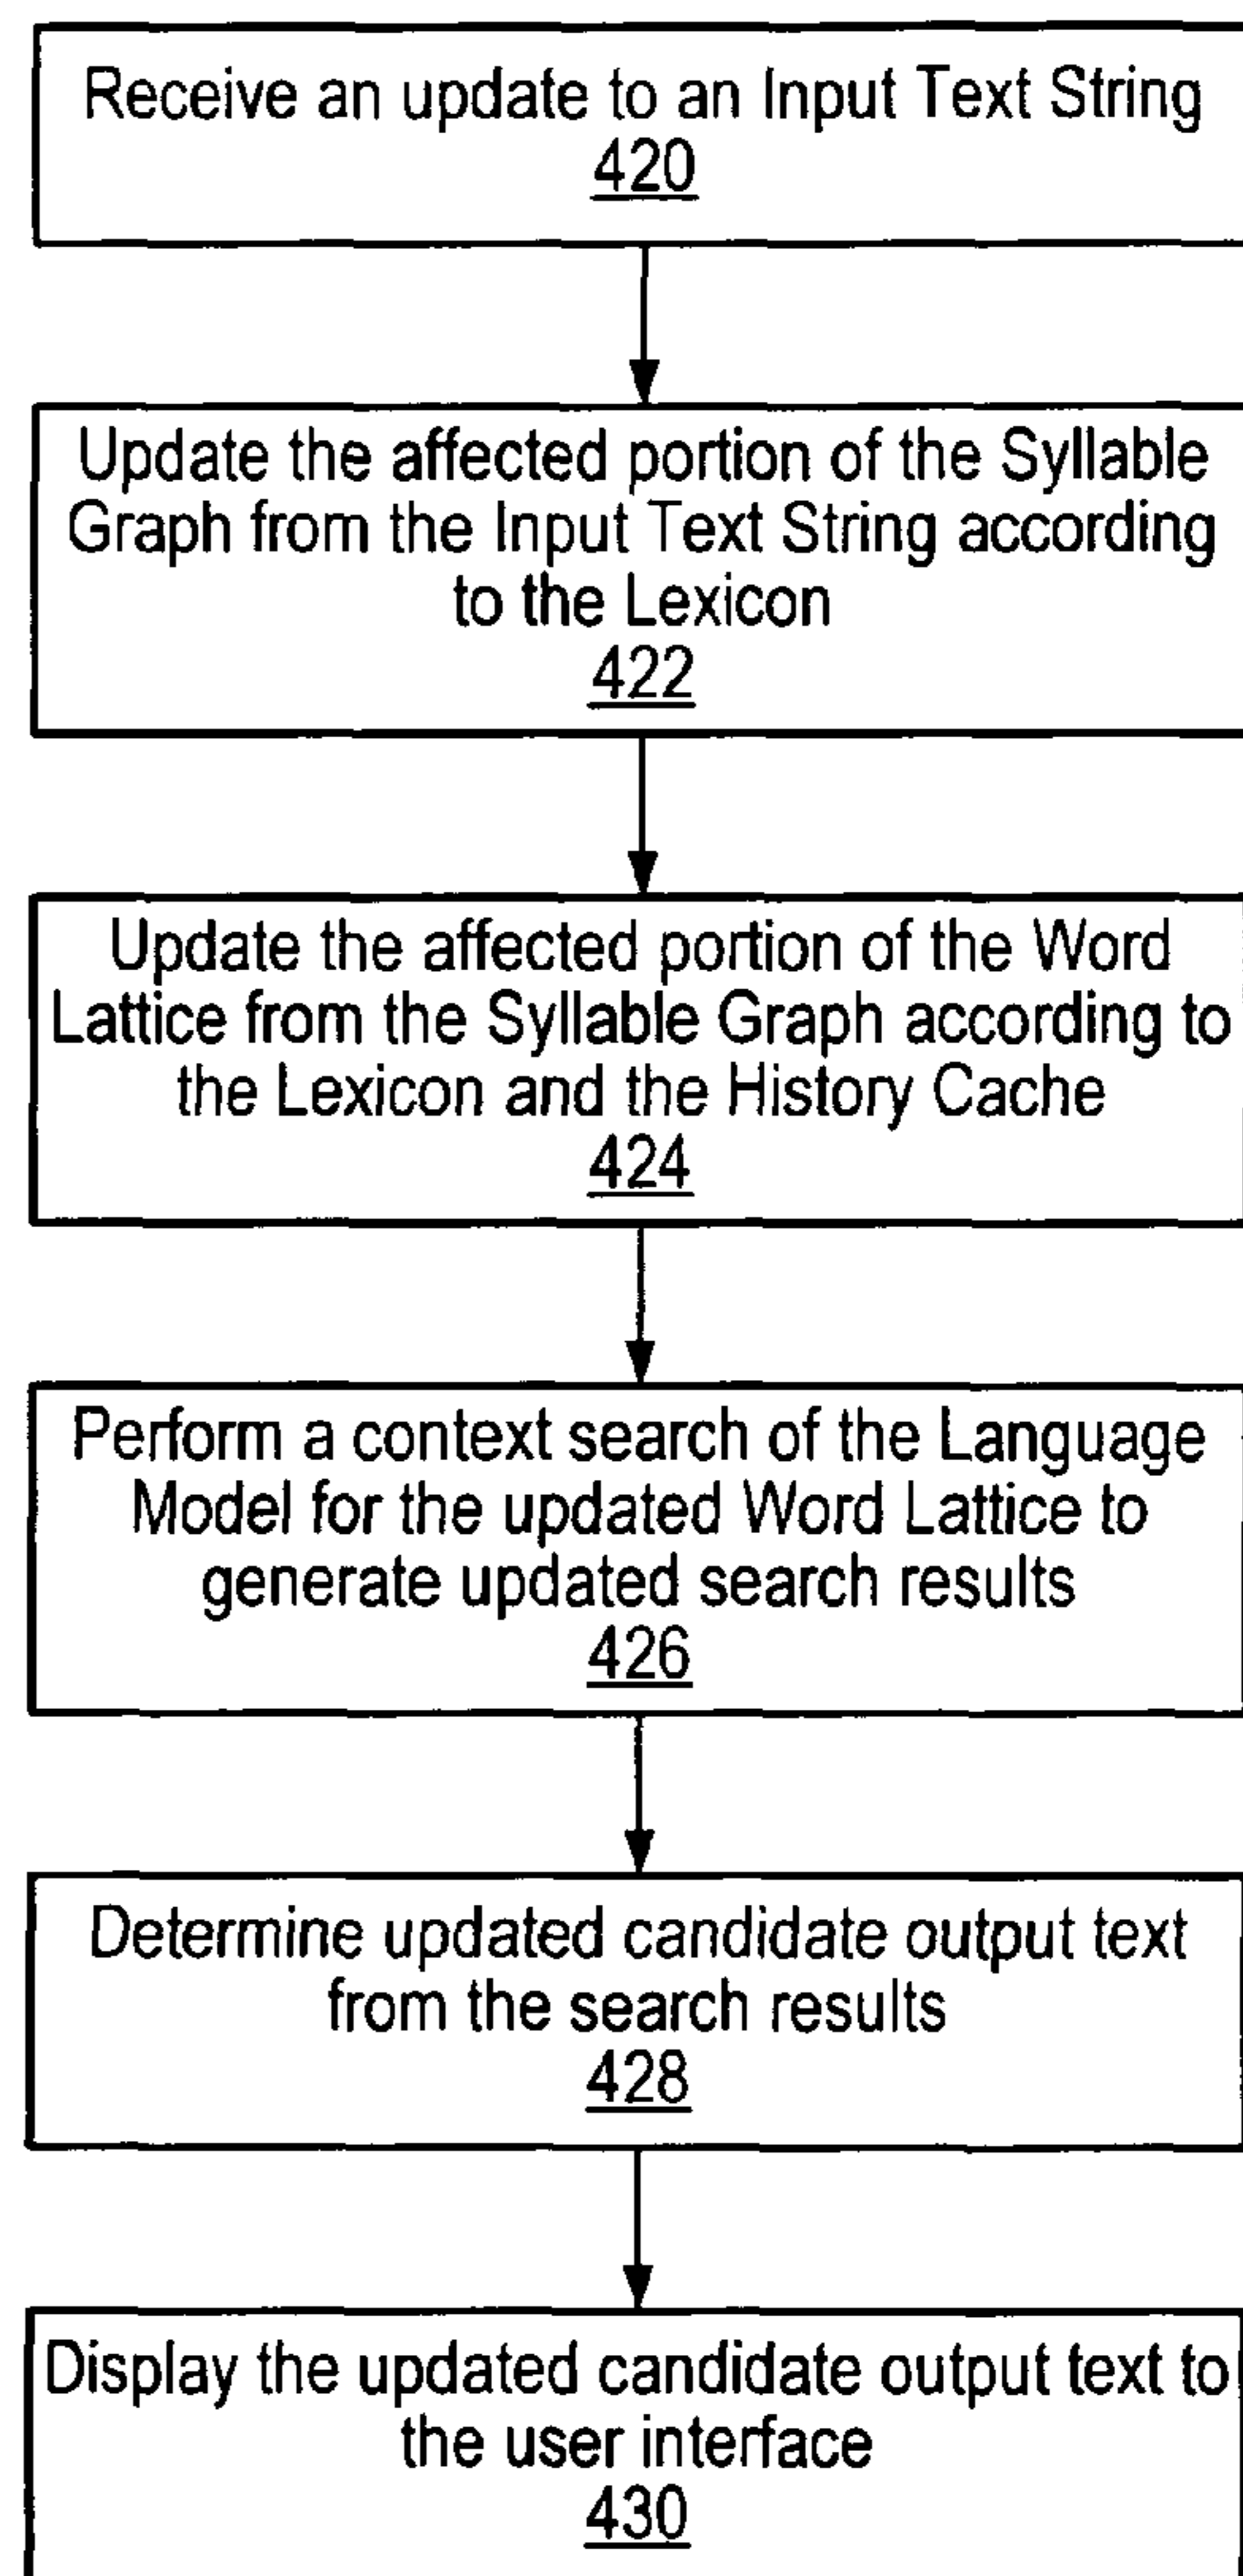 Receive an update to an Input Text String
420
Update the affected portion of the Syllable
Graph from the Input Text String according
to the Lexicon
422
Update the affected portion of the Word
Lattice from the Syllable Graph according to
the Lexicon and the History Cache
424
Perform a context search of the Language
Model for the updated Word Lattice to
generate updated search results
426
Determine updated candidate output text
from the search results
428
Display the updated candidate output text to
the user interface
430